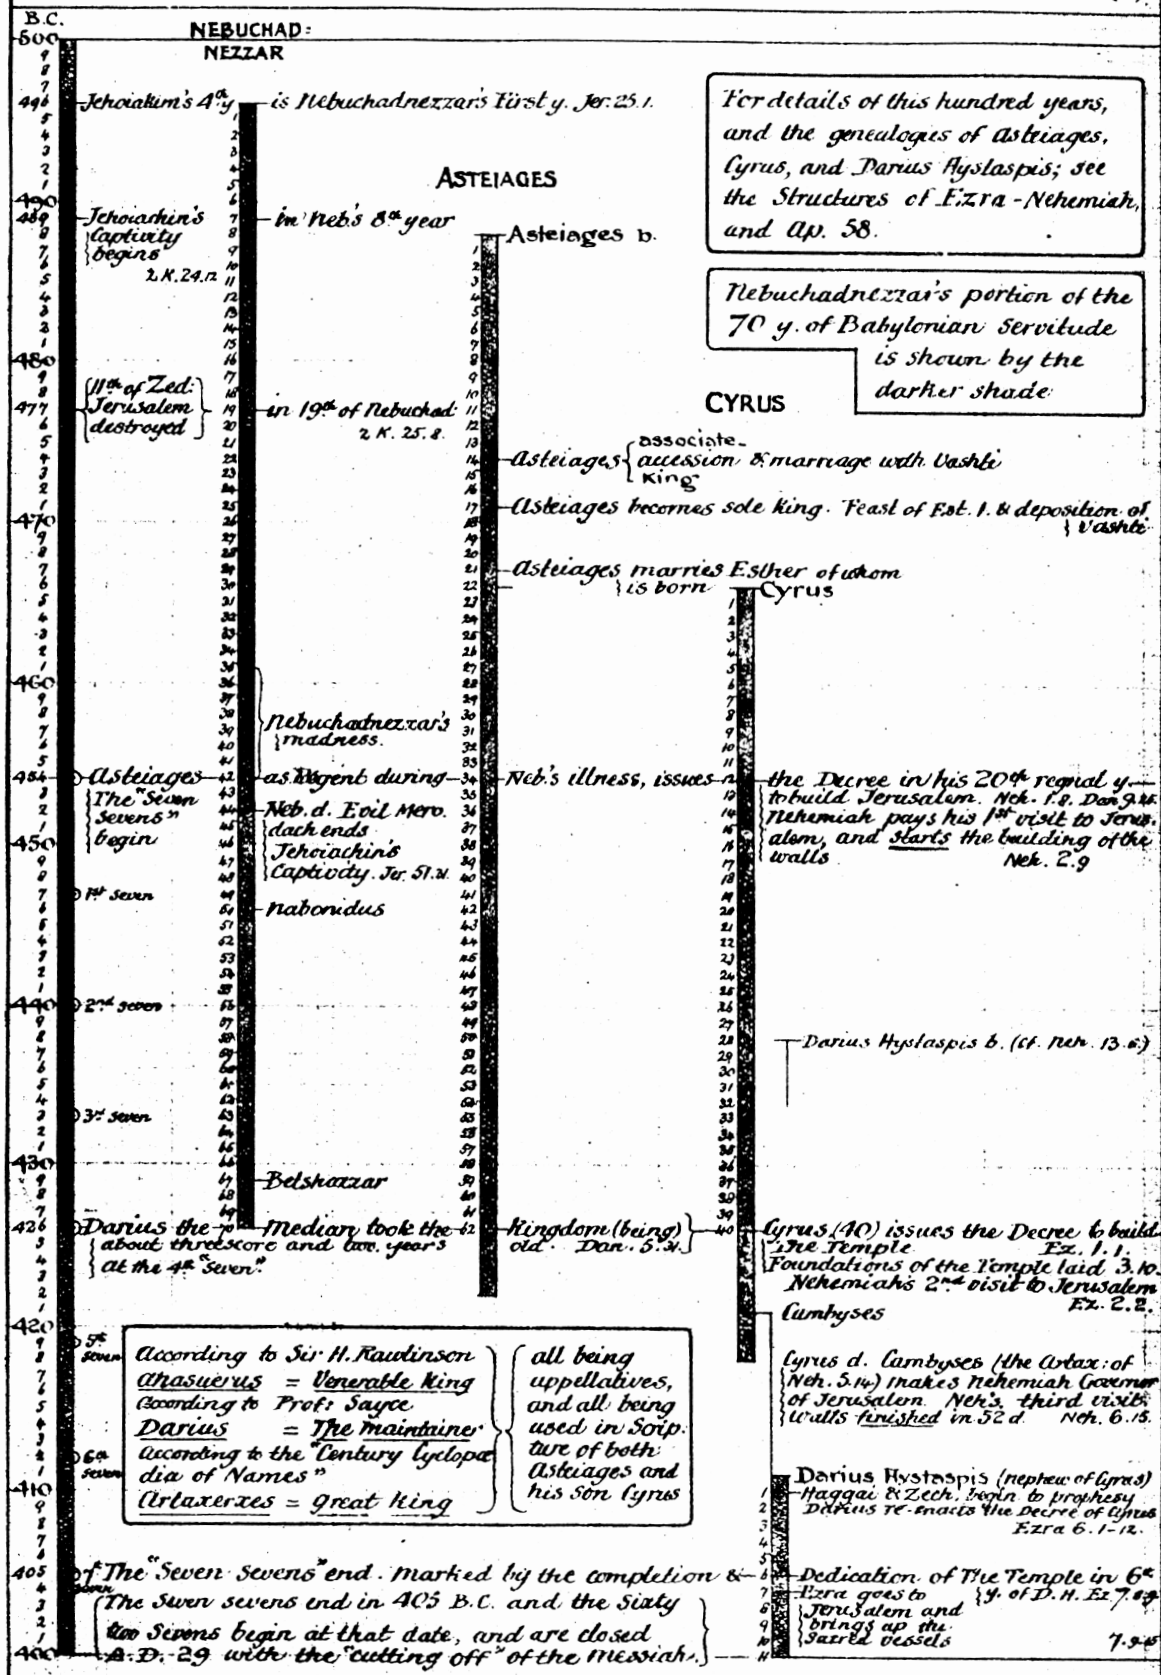 B.C.
500
NEBUCHAD:
NEZZAR
496 Jehoiakim's 4th y is Nebuchadnezzar's First y. Jer. 25.1.
For details of this hundred years,
and the genealogies of Asteiages,
Cyrus, and Darius Hystaspis; see
the Structures of Ezra-Nehemiah,
and Ap. 58.
ASTEIAGES
490
489 Jehoiachin's in Neb's 8th year
Captivity
begins
2 K. 24.12
Asteiages b.
Nebuchadnezzar's portion of the
70 y. of Babylonian Servitude
is shown by the
darker shade
480
11th of Zed:
477 Jerusalem in 19th of Nebuchad:
destroyed 2 K. 25.8.
CYRUS
Asteiages associate-
accession & marriage with Vashti
King
Asteiages becomes sole King. Feast of Est. 1. & deposition of
Vashti
470
Asteiages married Esther of whom
is born Cyrus
460
Nebuchadnezzar's
madness.
454 Asteiages as Regent during Neb's illness, issues the Decree in his 20th regnal y
The "Seven
Sevens"
begin
to build Jerusalem. Neh. 1.8. Dan 9.25
Nehemiah pays his 1st visit to Jerus.
alem, and starts the building of the
walls Neh. 2.9
Neb. d. Evil Mero.
dach ends
Jehoiachin's
Captivity. Jer. 51.31
450
1st Seven
Nabonidus
440 2nd Seven
Darius Hystaspis b. (cf. Neh. 13.6.)
3rd Seven
430
Belshazzar
426 Darius the Median took the Kingdom (being)
about threescore and two years old. Dan. 5.31.
at the 4th "Seven".
Cyrus (40) issues the Decree to build
The Temple Ez. 1.1.
Foundations of the Temple laid 3.10.
Nehemiah's 2nd visit to Jerusalem
Ez. 2.2.
420
Cambyses
5th
Seven
According to Sir H. Rawlinson
Ahasuerus = Venerable King
According to Prof: Sayce
Darius = The maintainer
According to the "Century Cyclopæ
dia of Names"
Artaxerxes = Great King
all being
appellatives,
and all being
used in Scrip.
ture of both
Asteiages and
his Son Cyrus
Cyrus d. Cambyses (the Artax: of
Neh. 5.14) makes Nehemiah Governor
of Jerusalem. Neh's. third visit.
Walls finished in 52 d. Neh. 6.15.
6th
Seven
410
Darius Hystaspis (nephew of Cyrus)
Haggai & Zech. begin to prophesy
Darius re-enacts the Decree of Cyrus
Ezra 6.1-12.
405 The "Seven Sevens" end. marked by the completion & Dedication of The Temple in 6th
y. of D.H. Ez
The Seven sevens end in 405 B.C. and the Sixty
two Sevens begin at that date, and are closed
A.D. 29 with the "cutting off" of the Messiah.
Ezra goes to
Jerusalem and
brings up the
Sacred vessels
400